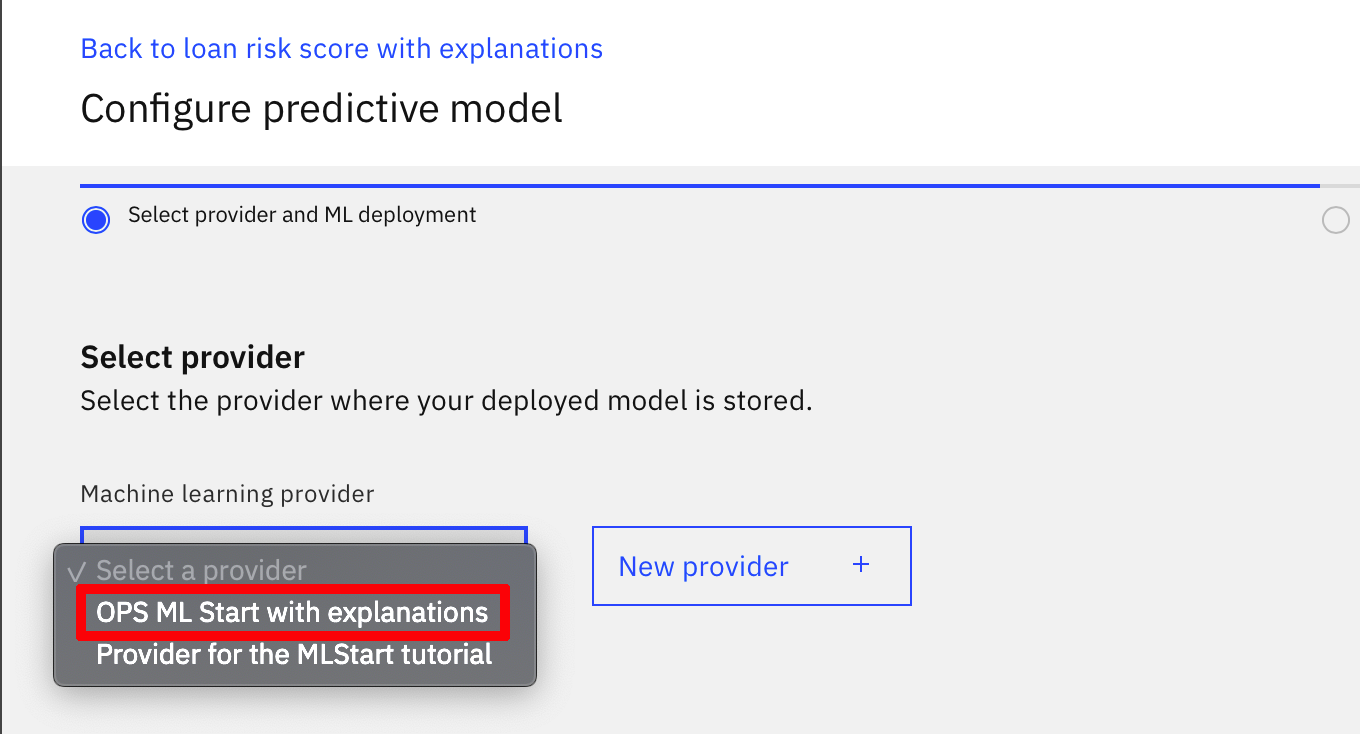 Back to loan risk score with explanations
Configure predictive model
Select provider and ML deployment
Select provider
Select the provider where your deployed model is stored.
Machine learning provider
✓ Select a provider
OPS ML Start with explanations
Provider for the MLStart tutorial
New provider +